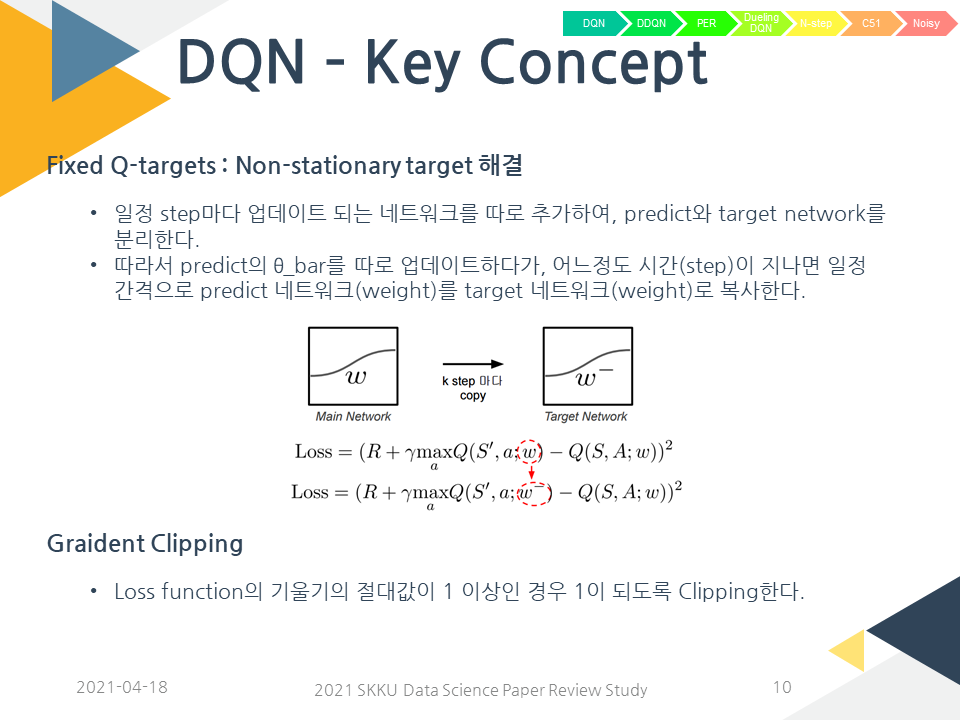 DQN DDQN PER Dueling DQN N-step C51 Noisy
DQN - Key Concept
Fixed Q-targets : Non-stationary target 해결
• 일정 step마다 업데이트 되는 네트워크를 따로 추가하여, predict와 target network를
분리한다.
• 따라서 predict의 θ_bar를 따로 업데이트하다가, 어느정도 시간(step)이 지나면 일정
간격으로 predict 네트워크(weight)를 target 네트워크(weight)로 복사한다.
w k step 마다 w⁻
copy
Main Network Target Network
Loss = (R + γmaxQ(S′, a; w) − Q(S, A; w))²
a
Loss = (R + γmaxQ(S′, a; w⁻) − Q(S, A; w))²
a
Graident Clipping
• Loss function의 기울기의 절대값이 1 이상인 경우 1이 되도록 Clipping한다.
2021-04-18 2021 SKKU Data Science Paper Review Study 10